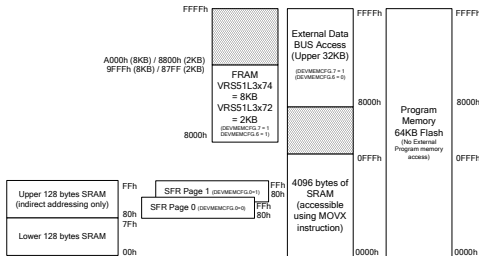 FFFFh
A000h (8KB) / 8800h (2KB)
9FFFh (8KB) / 87FF (2KB)
FRAM
VRS51L3x74
= 8KB
VRS51L3x72
= 2KB
(DEVMEMCFG.7 = 1
DEVMEMCFG.6 = 1)
8000h
FFFFh
External Data
BUS Access
(Upper 32KB)
(DEVMEMCFG.7 = 1
DEVMEMCFG.6 = 0)
8000h
0FFFh
4096 bytes of
SRAM
(accessible
using MOVX
instruction)
0000h
FFFFh
Program
Memory
64KB Flash
(No External
Program memory
access)
8000h
0FFFh
0000h
Upper 128 bytes SRAM
(indirect addressing only)
FFh
80h
7Fh
Lower 128 bytes SRAM
00h
SFR Page 1 (DEVMEMCFG.0=1)
FFh
80h
SFR Page 0 (DEVMEMCFG.0=0)
FFh
80h